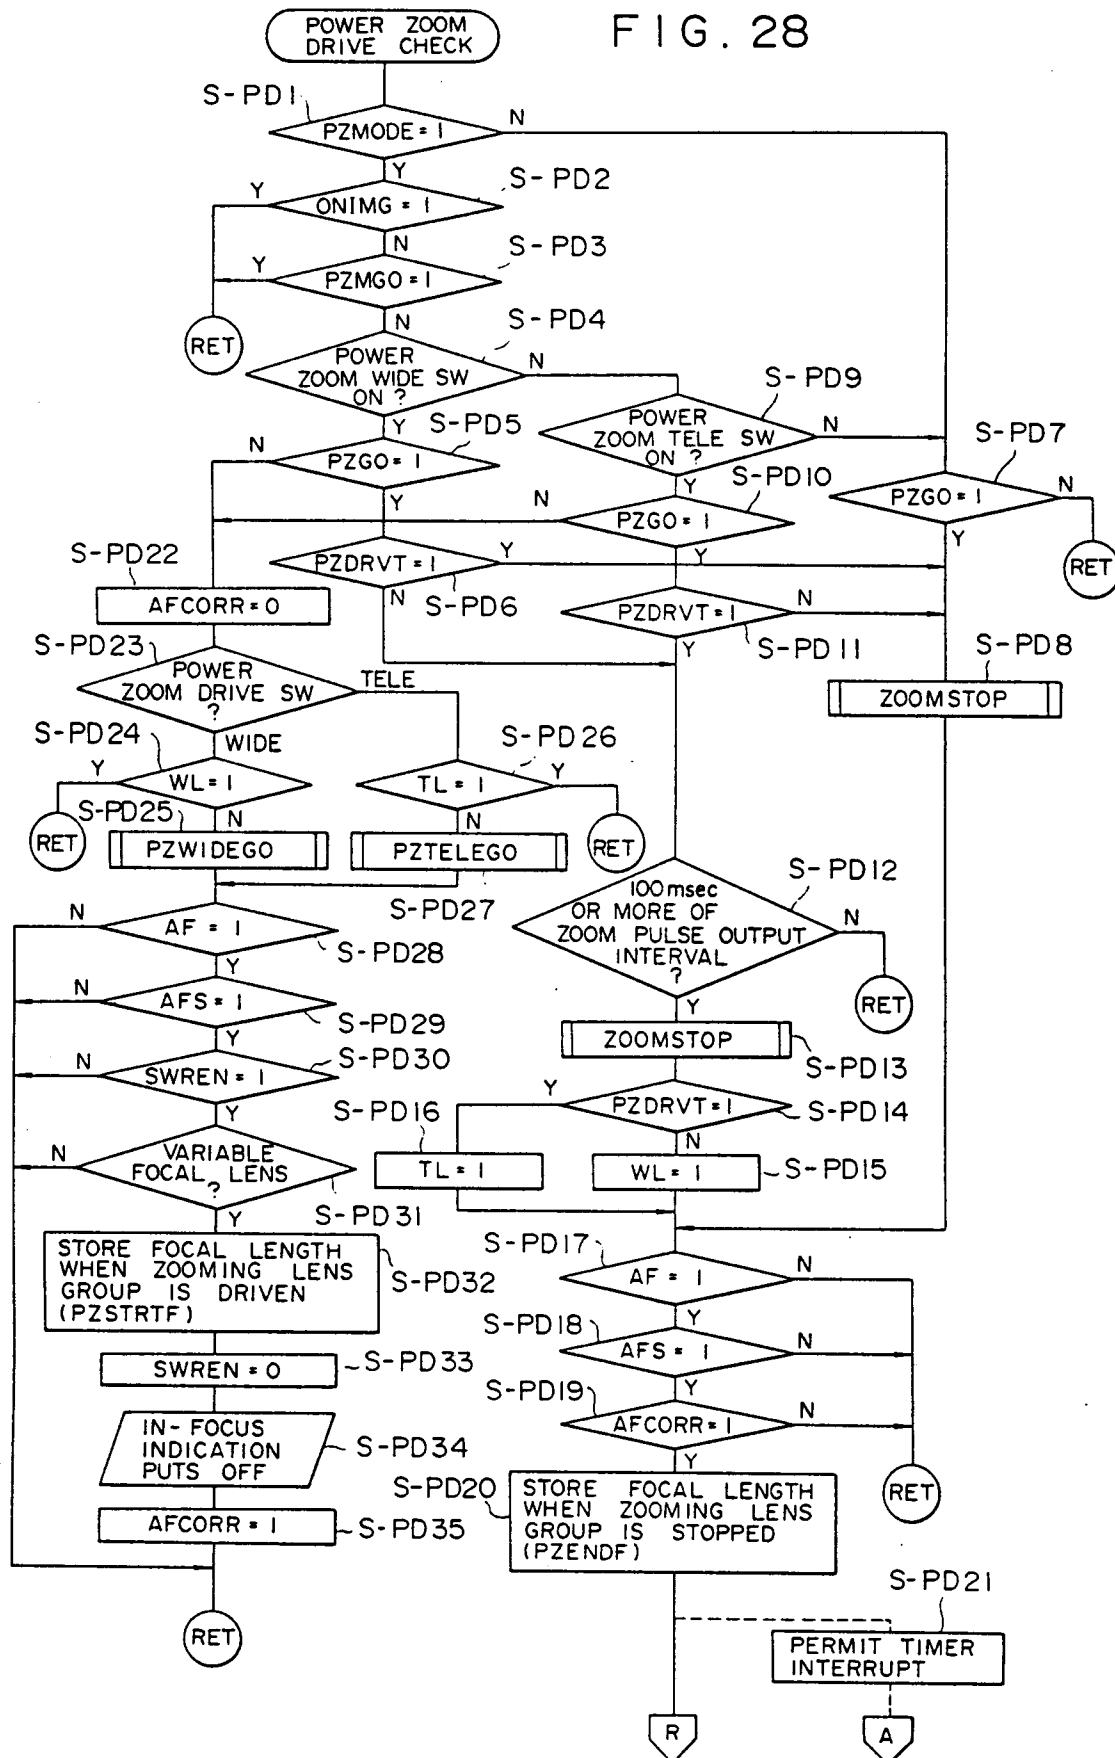 FIG. 28
POWER ZOOM
DRIVE CHECK
S-PD1
PZMODE = 1
N
Y
S-PD2
Y
ONIMG = 1
N
S-PD3
Y
PZMGO = 1
N
RET
S-PD4
POWER
ZOOM WIDE SW
ON ?
N
Y
S-PD9
POWER
ZOOM TELE SW
ON ?
N
Y
S-PD5
N
PZGO = 1
Y
S-PD10
N
PZGO = 1
Y
S-PD7
PZGO = 1
N
Y
RET
S-PD22
AFCORR = 0
PZDRVT = 1
Y
N
S-PD6
PZDRVT = 1
N
Y
S-PD11
S-PD8
ZOOMSTOP
S-PD23
POWER
ZOOM DRIVE SW
?
TELE
WIDE
S-PD24
Y
WL = 1
N
RET
S-PD26
TL = 1
Y
N
RET
S-PD25
PZWIDEGO
PZTELEGO
S-PD27
S-PD12
100msec
OR MORE OF
ZOOM PULSE OUTPUT
INTERVAL
?
N
Y
RET
N
AF = 1
S-PD28
Y
N
AFS = 1
S-PD29
Y
ZOOMSTOP
S-PD13
N
SWREN = 1
S-PD30
Y
Y
PZDRVT = 1
S-PD14
N
S-PD16
TL = 1
WL = 1
S-PD15
N
VARIABLE
FOCAL LENS
?
S-PD31
Y
S-PD17
AF = 1
N
Y
STORE FOCAL LENGTH
WHEN ZOOMING LENS
GROUP IS DRIVEN
(PZSTRTF)
S-PD32
S-PD18
AFS = 1
N
Y
SWREN = 0
S-PD33
S-PD19
AFCORR = 1
N
Y
RET
IN-FOCUS
INDICATION
PUTS OFF
S-PD34
S-PD20
STORE FOCAL LENGTH
WHEN ZOOMING LENS
GROUP IS STOPPED
(PZENDF)
AFCORR = 1
S-PD35
RET
S-PD21
PERMIT TIMER
INTERRUPT
R
A